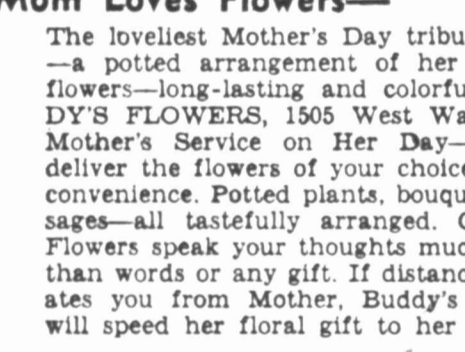 Mom Loves Flowers—
The loveliest Mother's Day tribu
—a potted arrangement of her
flowers—long-lasting and colorfu
DY'S FLOWERS, 1505 West Wa
Mother's Service on Her Day—
deliver the flowers of your choice
convenience. Potted plants, bouqu
sages—all tastefully arranged.
Flowers speak your thoughts muc
than words or any gift. If distanc
ates you from Mother, Buddy's
will speed her floral gift to her